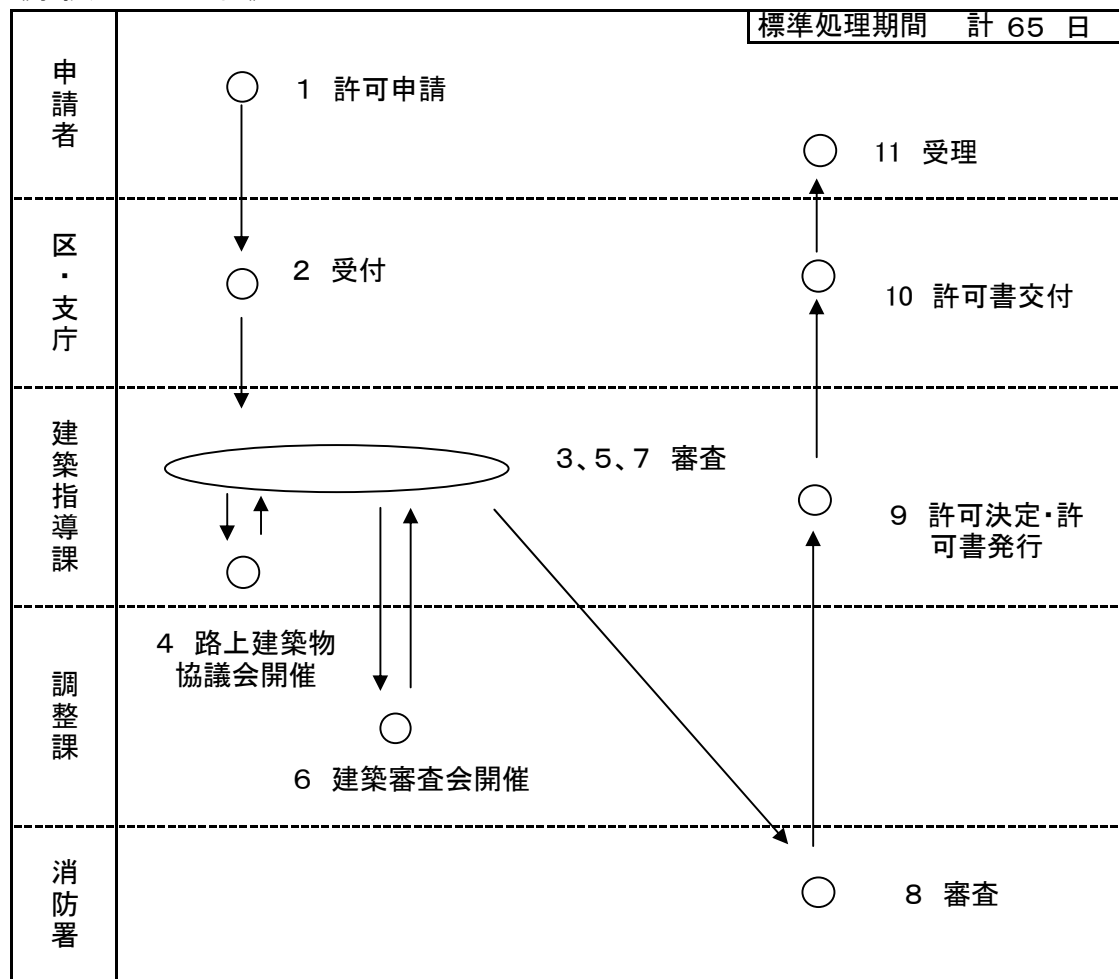 標準処理期間 計 65 日
申請者
1 許可申請
11 受理
区・支庁
2 受付
10 許可書交付
建築指導課
3、5、7 審査
9 許可決定・許
可書発行
4 路上建築物
協議会開催
調整課
6 建築審査会開催
消防署
8 審査